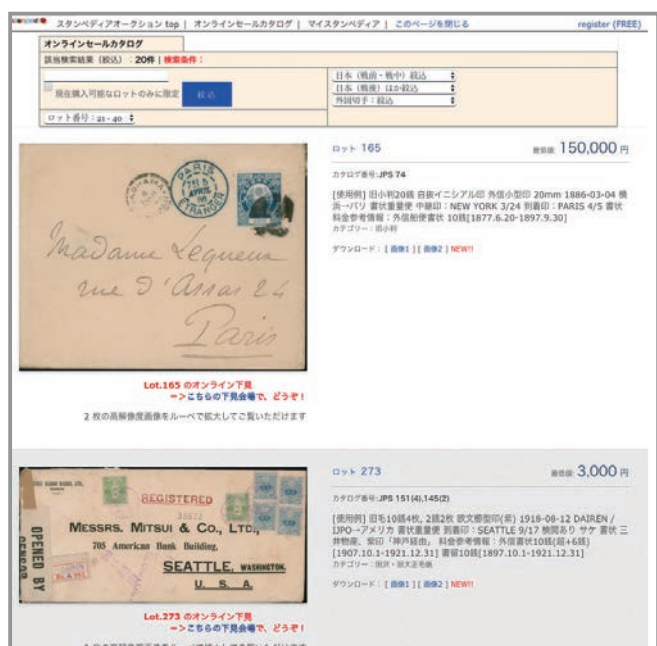 スタンペディアオークション top | オンラインセールカタログ | マイスタンペディア | このページを閉じる register (FREE)
オンラインセールカタログ
該当検索結果（絞込）：20件 | 検索条件：
現在購入可能なロットのみに限定 絞込
日本（戦前・戦中）絞込
日本（戦後）ほか絞込
外国切手：絞込
ロット番号：21 - 40
ロット 165 最低値 150,000 円
カタログ番号:JPS 74
[使用例] 旧小判20銭 白抜イニシアル印 外信小型印 20mm 1886-03-04 横
浜→パリ 書状重量便 中継印：NEW YORK 3/24 到着印：PARIS 4/5 書状
料金参考情報：外信船便書状 10銭[1877.6.20-1897.9.30]
カテゴリー：旧小判
ダウンロード： [ 画像1 ] [ 画像2 ] NEW!!
PARIS
5
AVRIL
86
ETRANGER
Madame Lequeux
rue d'Assas 24
Paris
Lot.165 のオンライン下見
=＞こちらの下見会場で、どうぞ！
2 枚の高解像度画像をルーペで拡大してご覧いただけます
ロット 273 最低値 3,000 円
カタログ番号:JPS 151(4),145(2)
[使用例] 旧毛10銭4枚, 2銭2枚 欧文櫛型印(紫) 1918-08-12 DAIREN /
IJPO→アメリカ 書状重量便 到着印：SEATTLE 9/17 検閲あり サケ 書状 三
井物産、紫印「神戸経由」 料金参考情報：外信書状10銭(超+6銭)
[1907.10.1-1921.12.31] 書留10銭[1897.10.1-1921.12.31]
カテゴリー：田沢・旧大正毛紙
ダウンロード： [ 画像1 ] [ 画像2 ] NEW!!
REGISTERED
MESSRS. MITSUI & CO., LTD.,
705 American Bank Building,
SEATTLE, WASHINGTON.
U. S. A.
OPENED BY
CENSOR
Lot.273 のオンライン下見
=＞こちらの下見会場で、どうぞ！